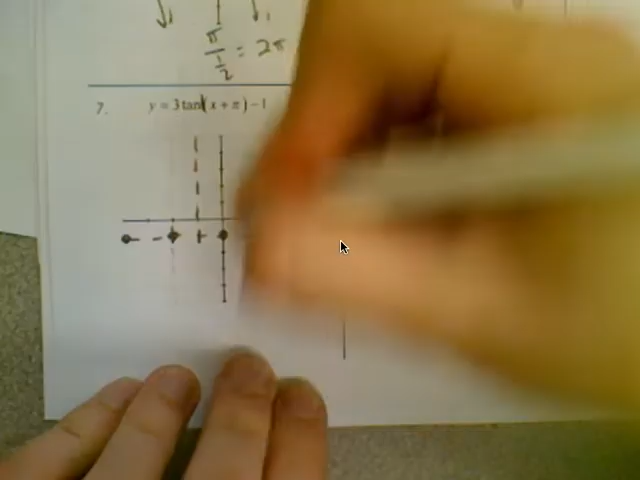 π/(1/2) = 2π
7. y = 3 tan(x + π) − 1